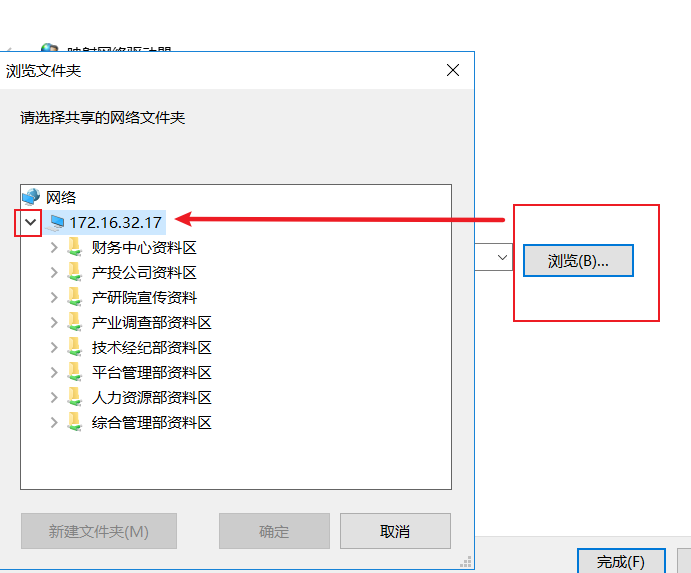 映射网络驱动器
浏览文件夹
请选择共享的网络文件夹
网络
172.16.32.17
财务中心资料区
产投公司资料区
产研院宣传资料
产业调查部资料区
技术经纪部资料区
平台管理部资料区
人力资源部资料区
综合管理部资料区
浏览(B)...
新建文件夹(M)
确定
取消
完成(F)